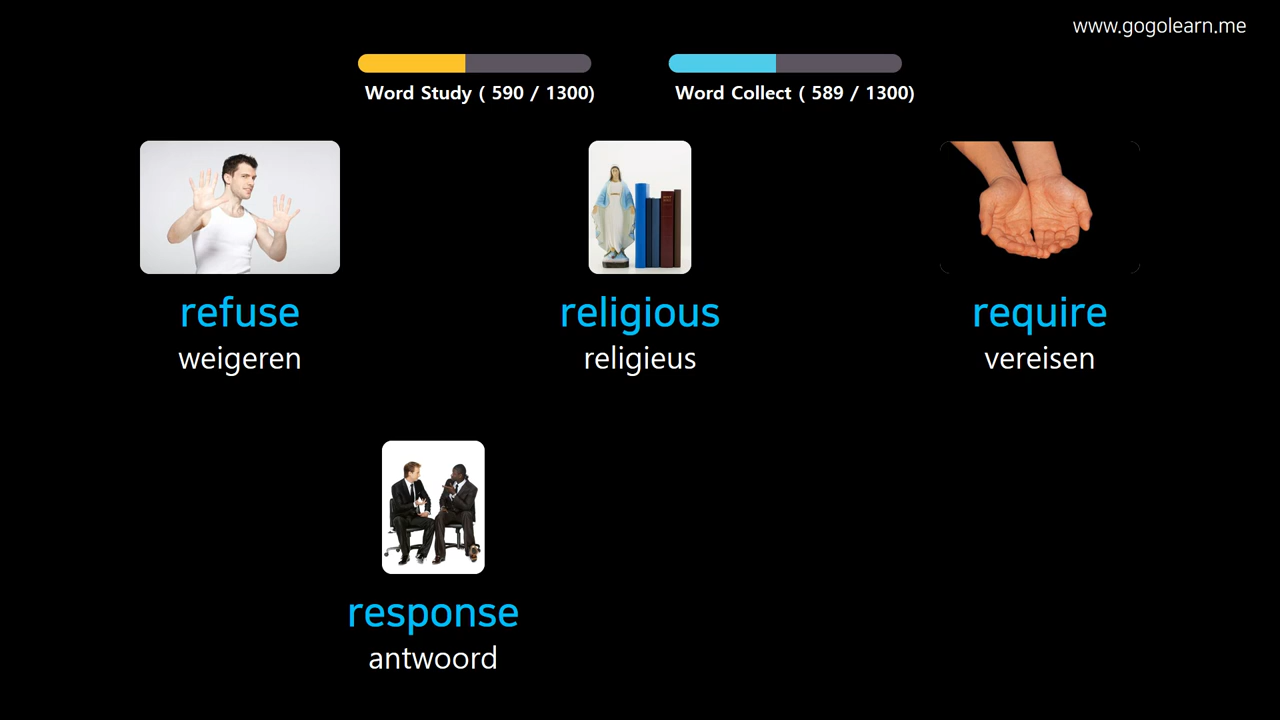 www.gogolearn.me
Word Study ( 590 / 1300)
Word Collect ( 589 / 1300)
refuse
weigeren
religious
religieus
require
vereisen
response
antwoord